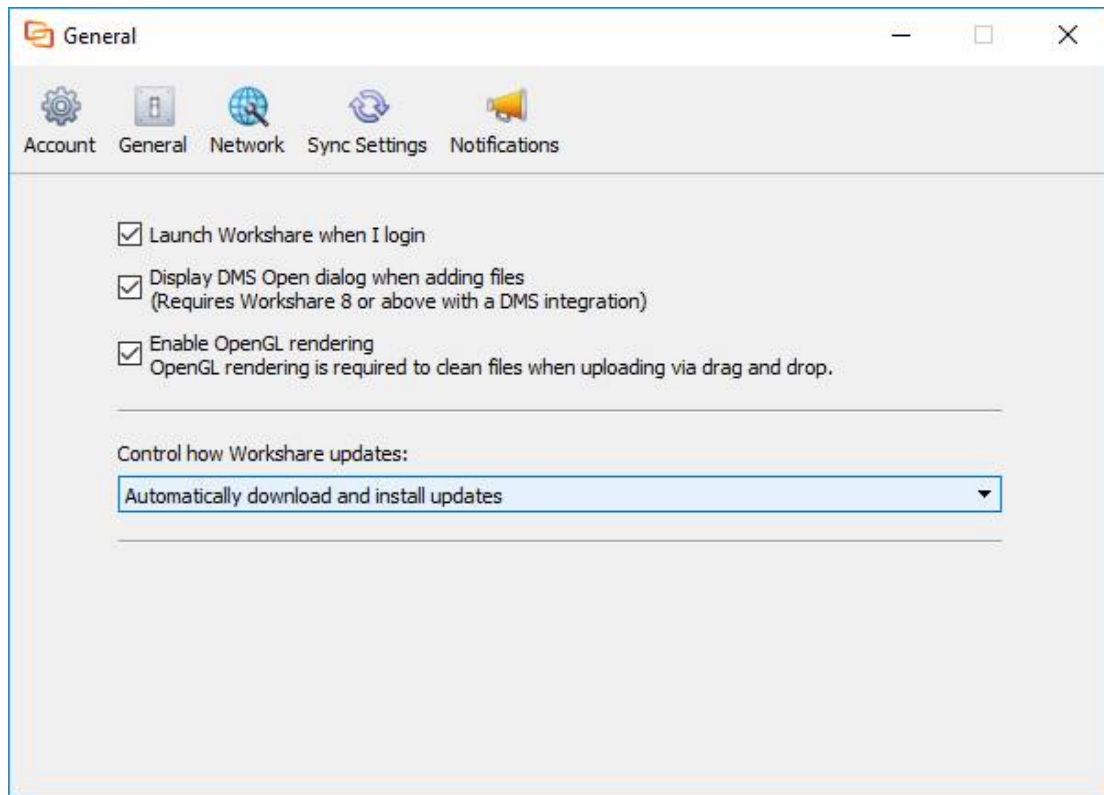 General
Account General Network Sync Settings Notifications
Launch Workshare when I login
Display DMS Open dialog when adding files
(Requires Workshare 8 or above with a DMS integration)
Enable OpenGL rendering
OpenGL rendering is required to clean files when uploading via drag and drop.
Control how Workshare updates:
Automatically download and install updates